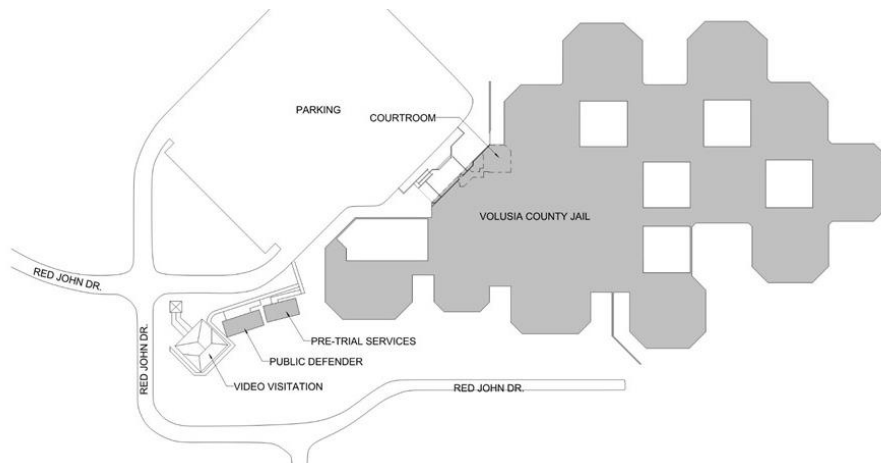 PARKING
COURTROOM
VOLUSIA COUNTY JAIL
RED JOHN DR.
PRE-TRIAL SERVICES
PUBLIC DEFENDER
VIDEO VISITATION
RED JOHN DR.
RED JOHN DR.